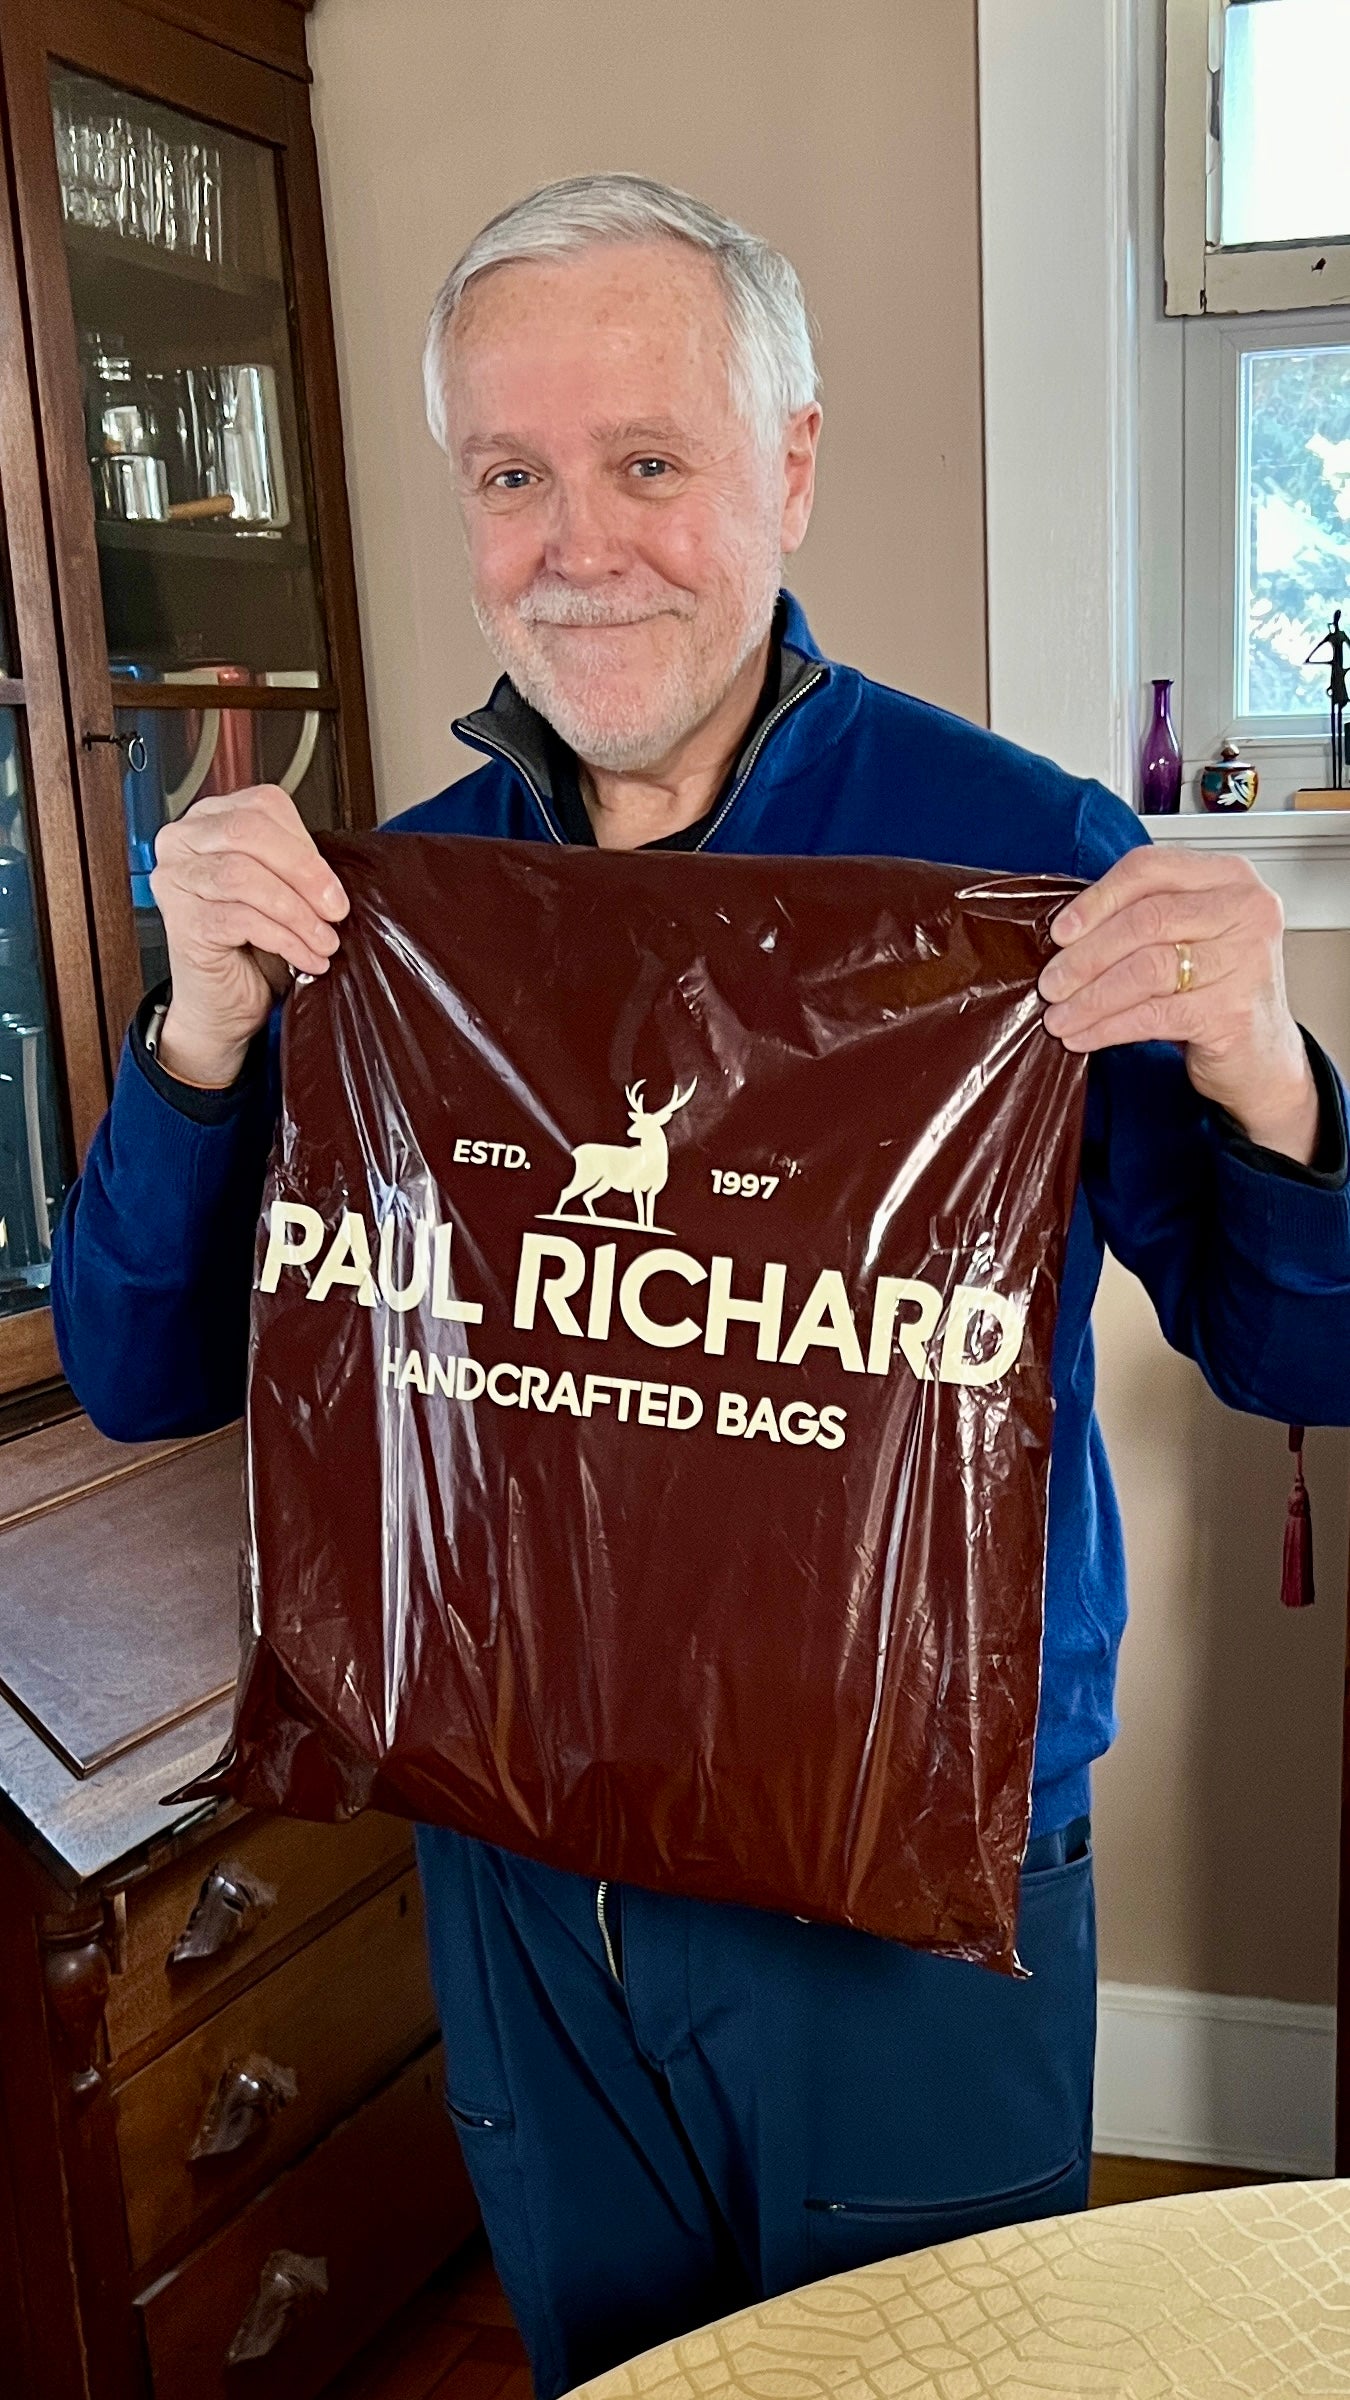 ESTD. 1997
PAUL RICHARD
HANDCRAFTED BAGS